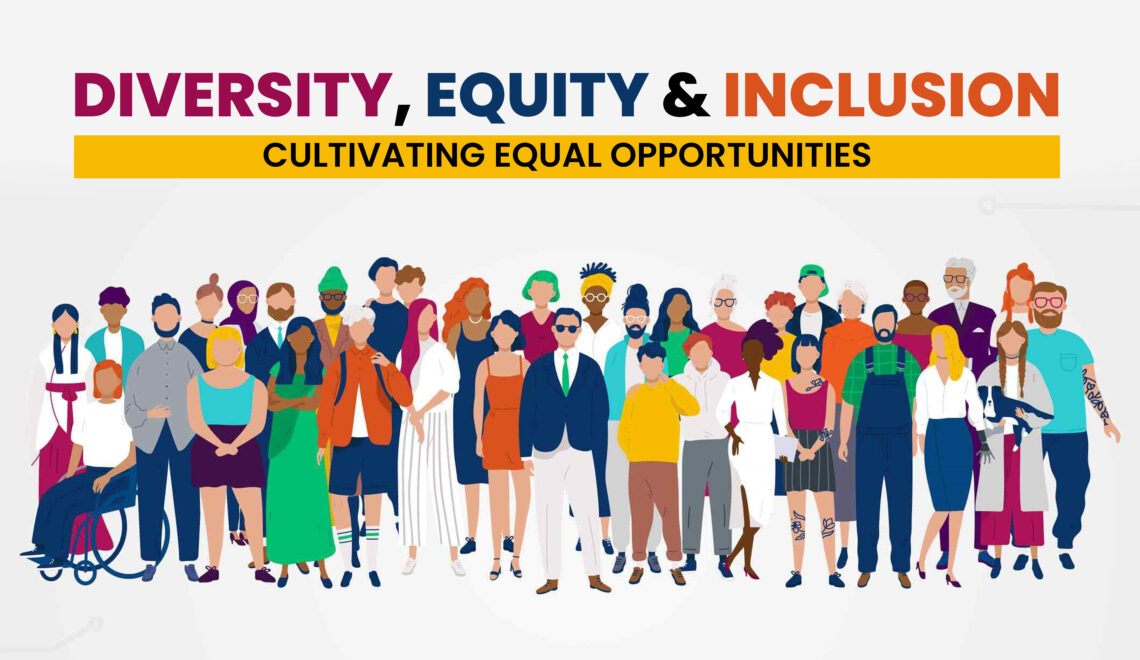 DIVERSITY, EQUITY & INCLUSION
CULTIVATING EQUAL OPPORTUNITIES